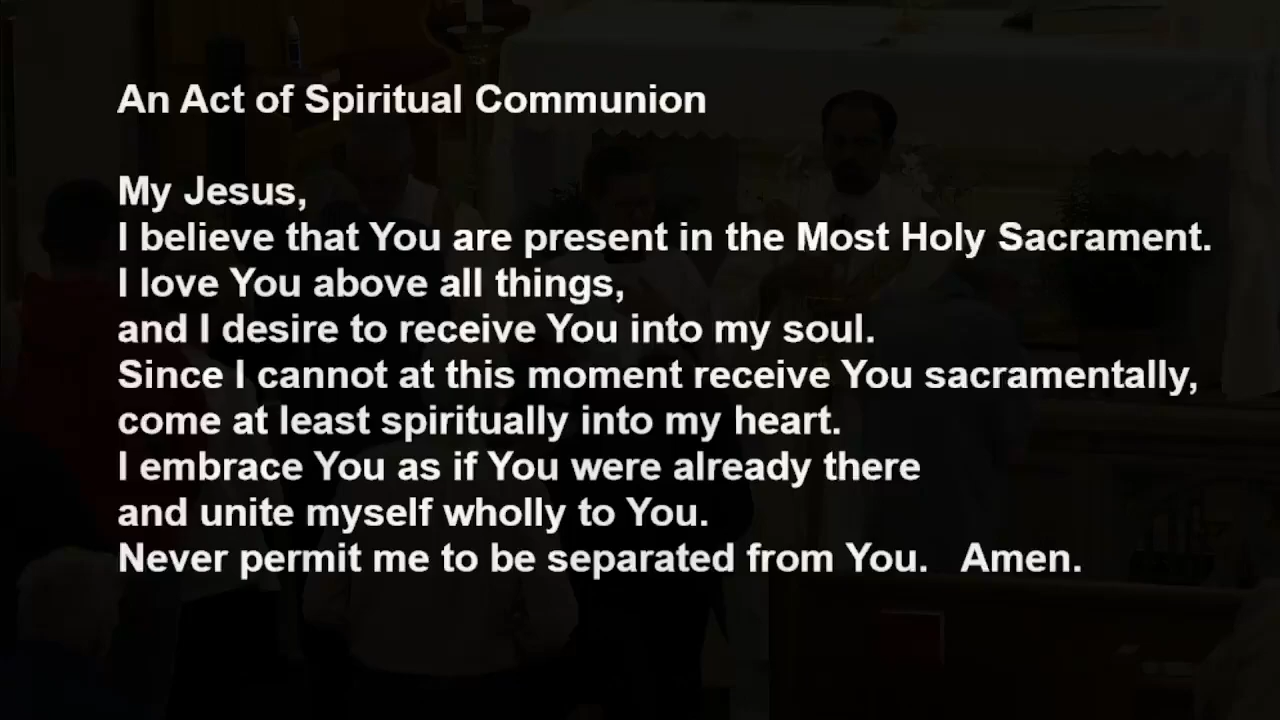 An Act of Spiritual Communion
My Jesus,
I believe that You are present in the Most Holy Sacrament.
I love You above all things,
and I desire to receive You into my soul.
Since I cannot at this moment receive You sacramentally,
come at least spiritually into my heart.
I embrace You as if You were already there
and unite myself wholly to You.
Never permit me to be separated from You.   Amen.